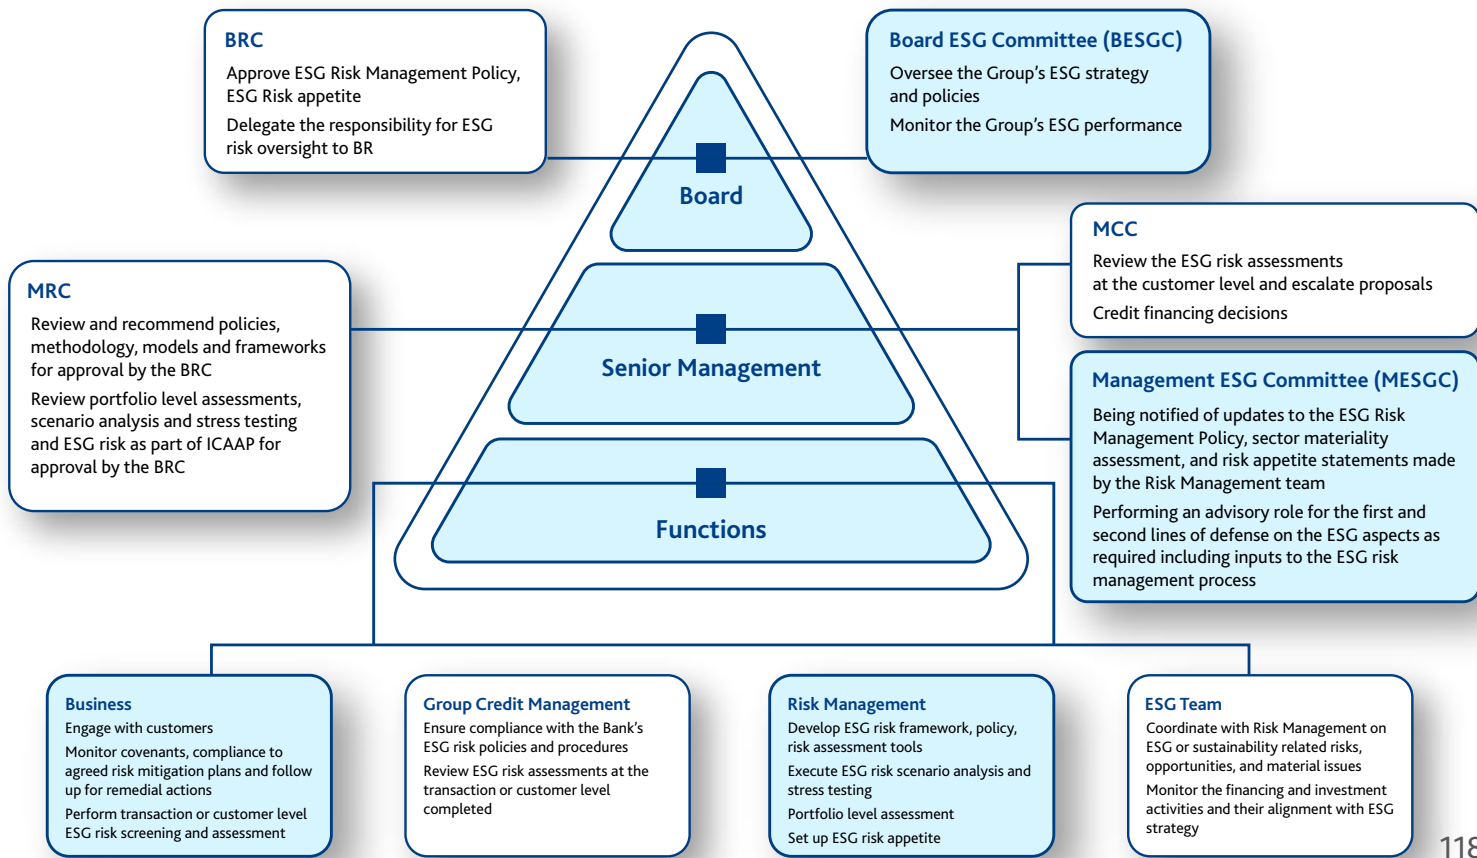 BRC
Approve ESG Risk Management Policy,
ESG Risk appetite
Delegate the responsibility for ESG
risk oversight to BR
Board ESG Committee (BESGC)
Oversee the Group's ESG strategy
and policies
Monitor the Group's ESG performance
Board
MRC
Review and recommend policies,
methodology, models and frameworks
for approval by the BRC
Review portfolio level assessments,
scenario analysis and stress testing
and ESG risk as part of ICAAP for
approval by the BRC
Senior Management
MCC
Review the ESG risk assessments
at the customer level and escalate proposals
Credit financing decisions
Management ESG Committee (MESGC)
Being notified of updates to the ESG Risk
Management Policy, sector materiality
assessment, and risk appetite statements made
by the Risk Management team
Performing an advisory role for the first and
second lines of defense on the ESG aspects as
required including inputs to the ESG risk
management process
Functions
Business
Engage with customers
Monitor covenants, compliance to
agreed risk mitigation plans and follow
up for remedial actions
Perform transaction or customer level
ESG risk screening and assessment
Group Credit Management
Ensure compliance with the Bank's
ESG risk policies and procedures
Review ESG risk assessments at the
transaction or customer level
completed
Risk Management
Develop ESG risk framework, policy,
risk assessment tools
Execute ESG risk scenario analysis and
stress testing
Portfolio level assessment
Set up ESG risk appetite
ESG Team
Coordinate with Risk Management on
ESG or sustainability related risks,
opportunities, and material issues
Monitor the financing and investment
activities and their alignment with ESG
strategy
118